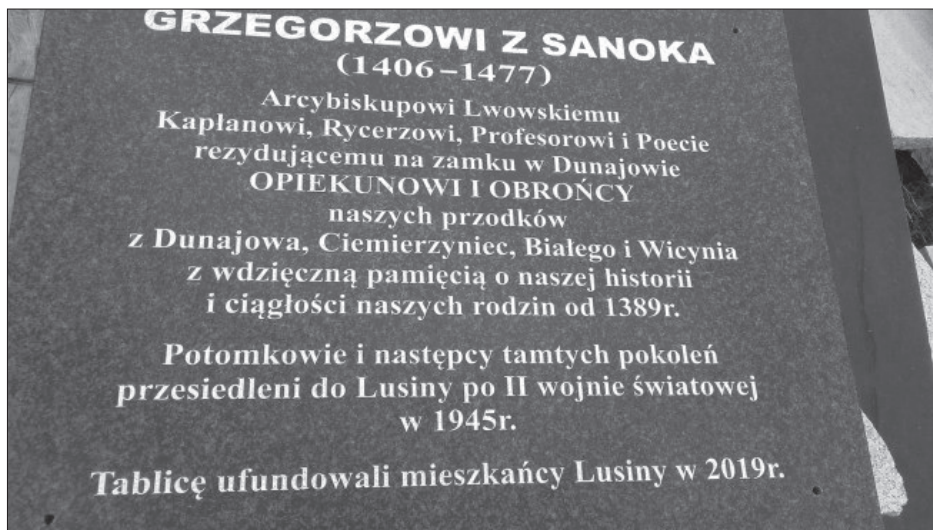 GRZEGORZOWI Z SANOKA
(1406–1477)
Arcybiskupowi Lwowskiemu
Kapłanowi, Rycerzowi, Profesorowi i Poecie
rezydującemu na zamku w Dunajowie
OPIEKUNOWI I OBROŃCY
naszych przodków
z Dunajowa, Ciemierzyniec, Białego i Wicynia
z wdzięczną pamięcią o naszej historii
i ciągłości naszych rodzin od 1389r.
Potomkowie i następcy tamtych pokoleń
przesiedleni do Lusiny po II wojnie światowej
w 1945r.
Tablicę ufundowali mieszkańcy Lusiny w 2019r.